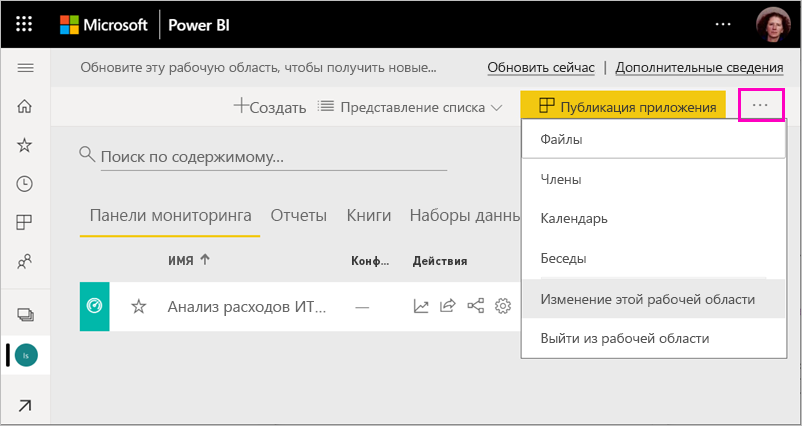 Microsoft Power BI
Обновите эту рабочую область, чтобы получить новые... Обновить сейчас | Дополнительные сведения
Создать Представление списка Публикация приложения ...
Файлы
Поиск по содержимому...
Члены
Календарь
Панели мониторинга Отчеты Книги Наборы данны
Беседы
ИМЯ Конф... Действия
Изменение этой рабочей области
Анализ расходов ИТ... —
Выйти из рабочей области
Is